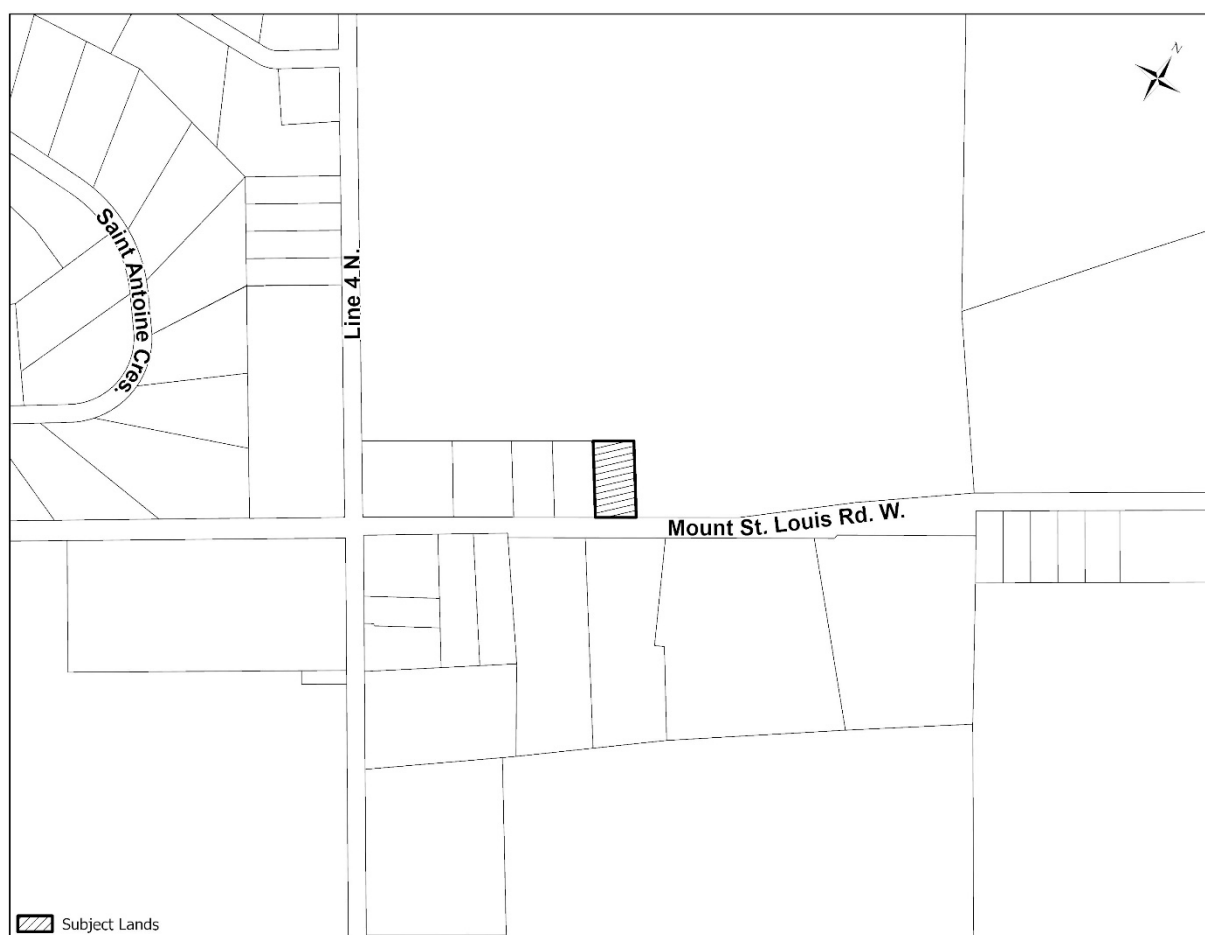 N
Saint Antoine Cres.
Line 4 N.
Mount St. Louis Rd. W.
Subject Lands